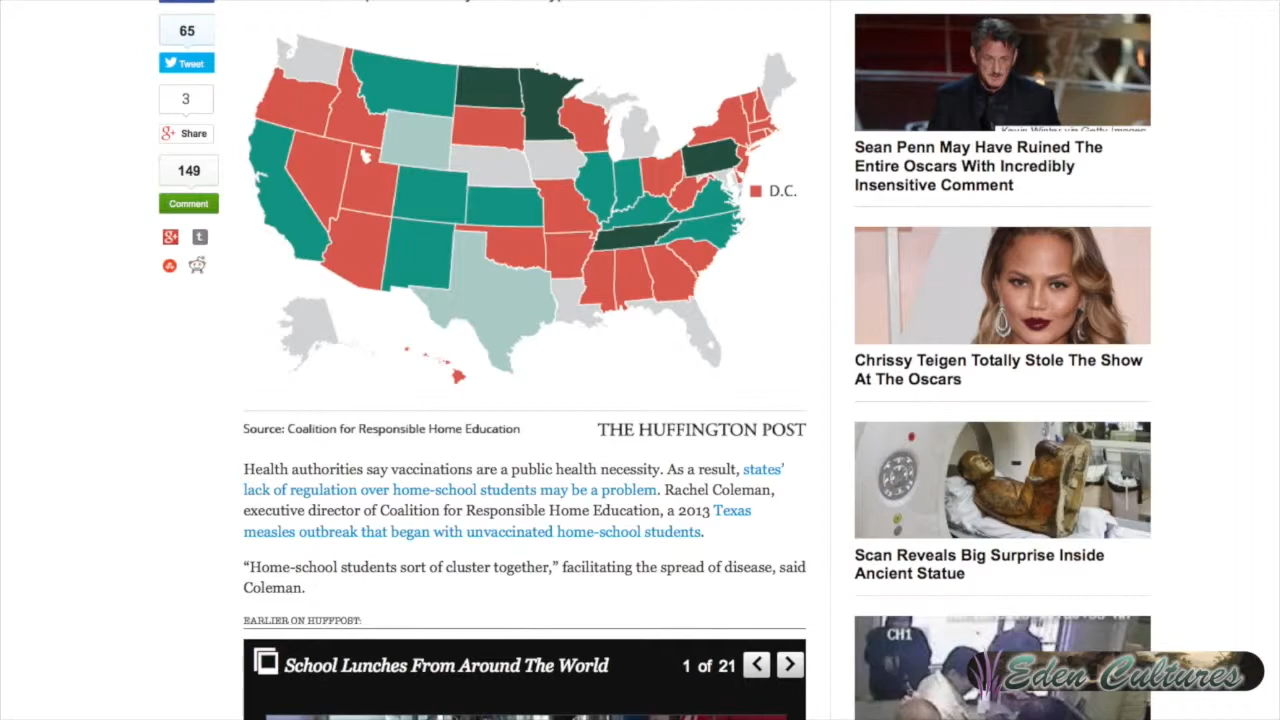 65
Tweet
3
Share
149
Comment
D.C.
Source: Coalition for Responsible Home Education
THE HUFFINGTON POST
Health authorities say vaccinations are a public health necessity. As a result, states'
lack of regulation over home-school students may be a problem. Rachel Coleman,
executive director of Coalition for Responsible Home Education, a 2013 Texas
measles outbreak that began with unvaccinated home-school students.
“Home-school students sort of cluster together,” facilitating the spread of disease, said
Coleman.
EARLIER ON HUFFPOST:
School Lunches From Around The World
1 of 21
Kevin Winter via Getty Images
Sean Penn May Have Ruined The
Entire Oscars With Incredibly
Insensitive Comment
Chrissy Teigen Totally Stole The Show
At The Oscars
Scan Reveals Big Surprise Inside
Ancient Statue
CH1
Eden Cultures